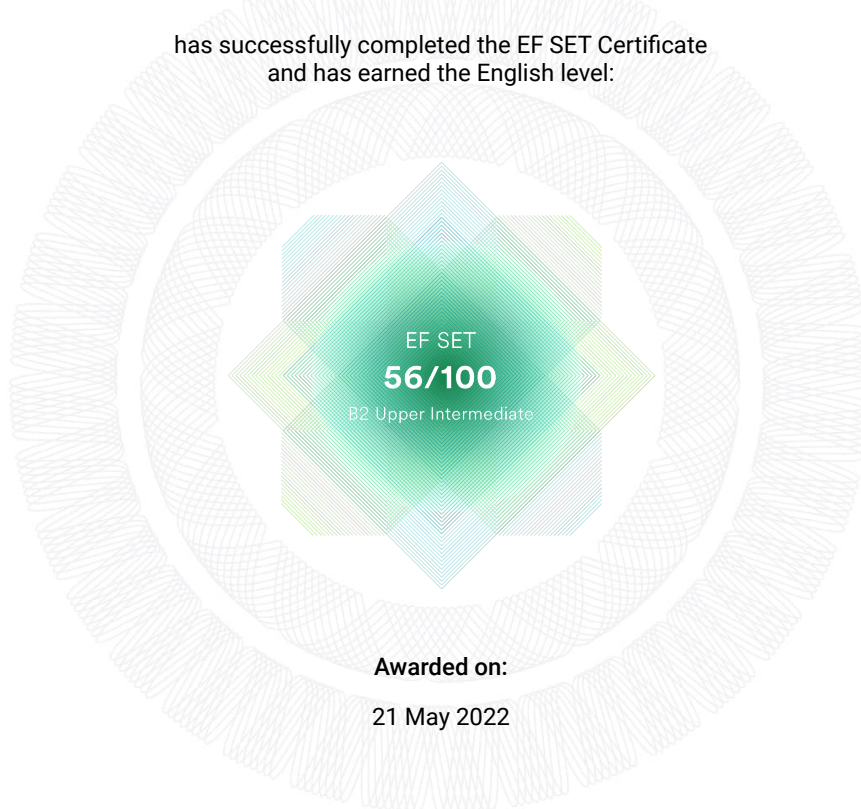 has successfully completed the EF SET Certificate
and has earned the English level:
EF SET
56/100
B2 Upper Intermediate
Awarded on:
21 May 2022